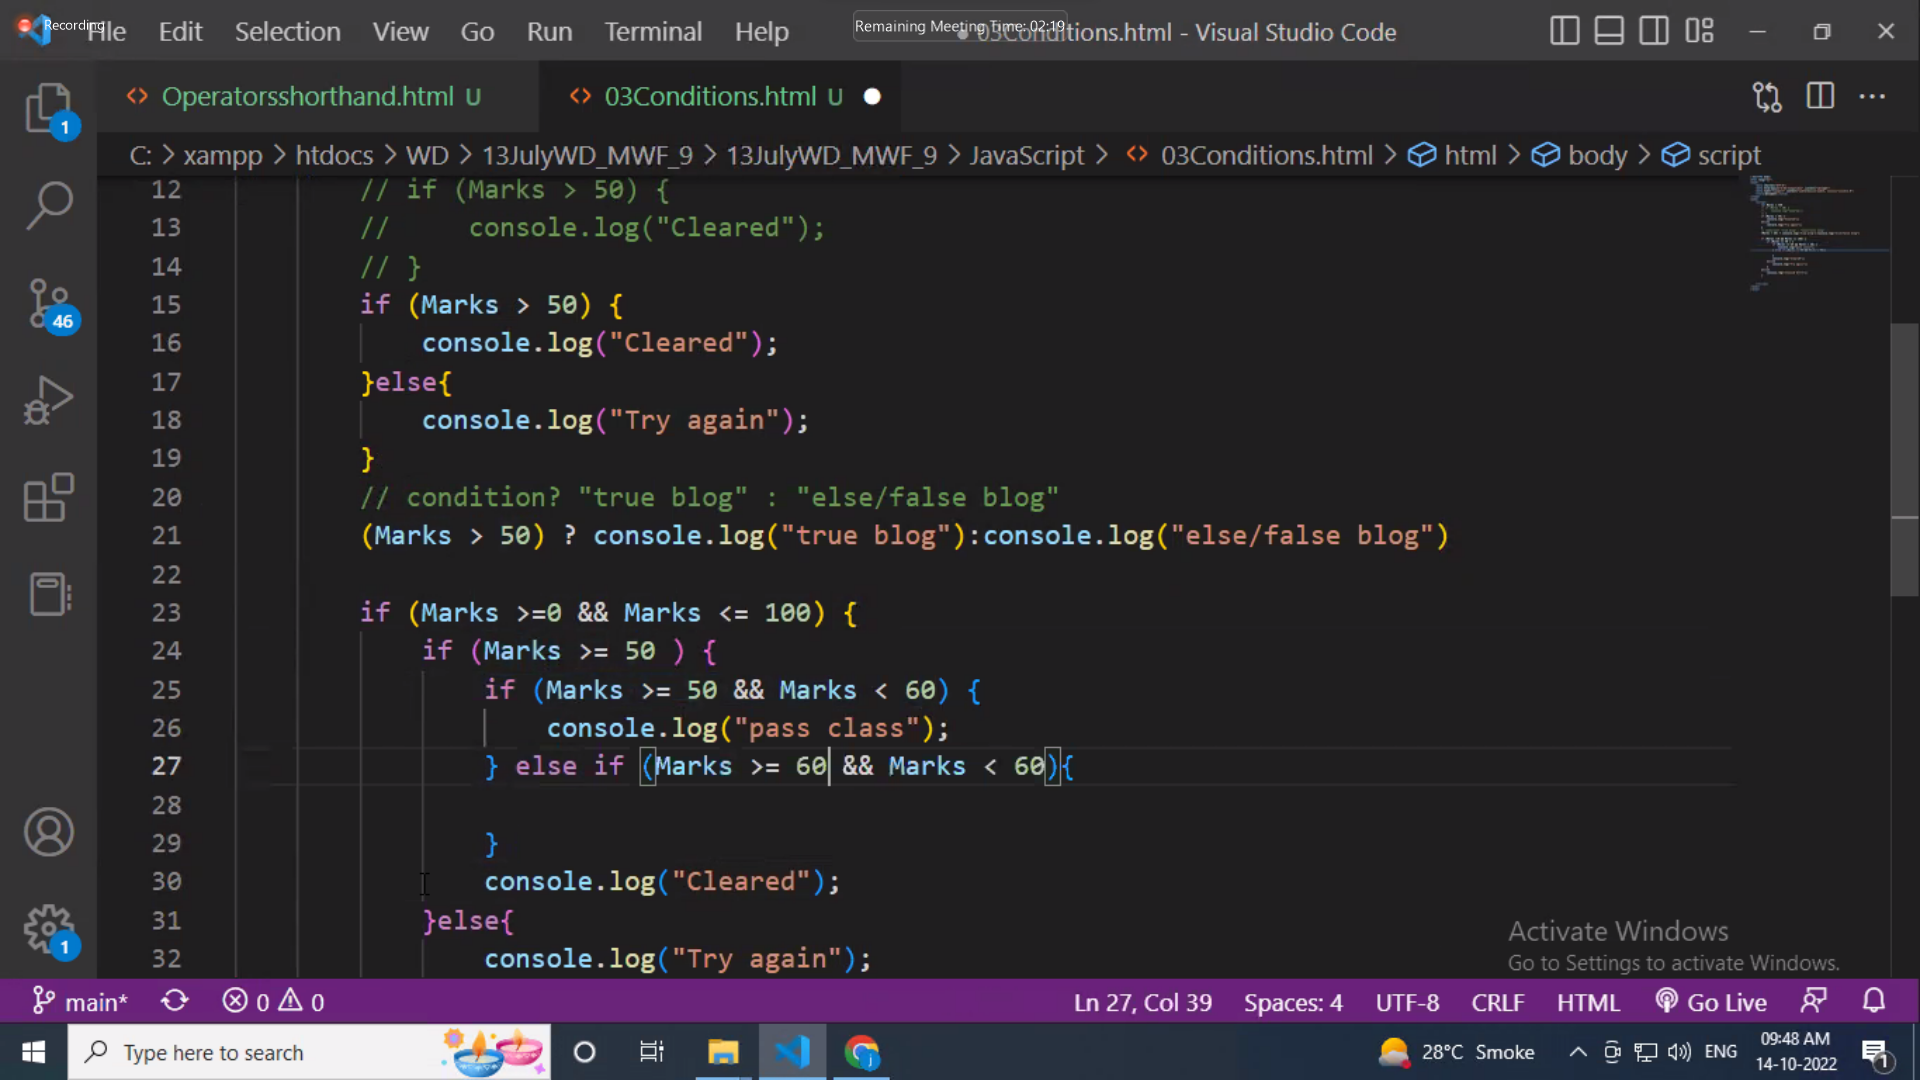 Recording
File Edit Selection View Go Run Terminal Help
Remaining Meeting Time: 02:19
03Conditions.html - Visual Studio Code
Operatorsshorthand.html U
03Conditions.html U
1
C: > xampp > htdocs > WD > 13JulyWD_MWF_9 > 13JulyWD_MWF_9 > JavaScript > 03Conditions.html > html > body > script
12 // if (Marks > 50) {
13 //     console.log("Cleared");
14 // }
15 if (Marks > 50) {
16     console.log("Cleared");
17 }else{
18     console.log("Try again");
19 }
20 // condition? "true blog" : "else/false blog"
21 (Marks > 50) ? console.log("true blog"):console.log("else/false blog")
22
23 if (Marks >=0 && Marks <= 100) {
24     if (Marks >= 50 ) {
25         if (Marks >= 50 && Marks < 60) {
26             console.log("pass class");
27         } else if (Marks >= 60 && Marks < 60){
28
29         }
30         console.log("Cleared");
31     }else{
32         console.log("Try again");
46
1
Activate Windows
Go to Settings to activate Windows.
main* 0 0 Ln 27, Col 39 Spaces: 4 UTF-8 CRLF HTML Go Live
Type here to search
28°C Smoke
ENG
09:48 AM
14-10-2022
1